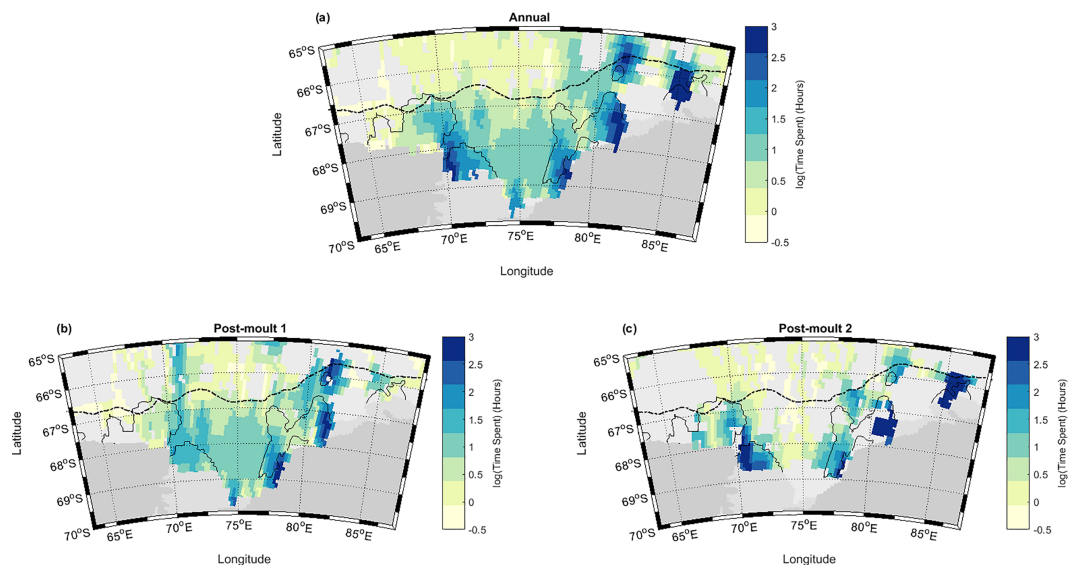 (a)
Annual
65°S
66°S
67°S
68°S
69°S
70°S
65°E
70°E
75°E
80°E
85°E
Latitude
Longitude
3
2.5
2
1.5
1
0.5
0
-0.5
log(Time Spent) (Hours)
(b)
Post-moult 1
65°S
66°S
67°S
68°S
69°S
70°S
65°E
70°E
75°E
80°E
85°E
Latitude
Longitude
3
2.5
2
1.5
1
0.5
0
-0.5
log(Time Spent) (Hours)
(c)
Post-moult 2
65°S
66°S
67°S
68°S
69°S
70°S
65°E
70°E
75°E
80°E
85°E
Latitude
Longitude
3
2.5
2
1.5
1
0.5
0
-0.5
log(Time Spent) (Hours)